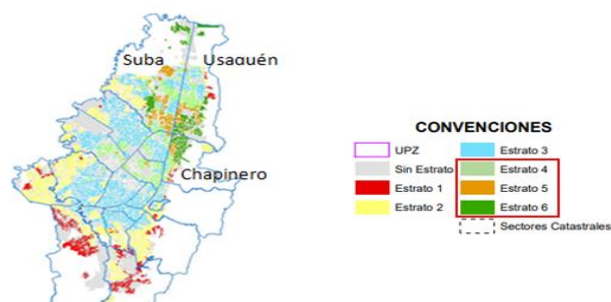 Suba Usaquén
Chapinero
CONVENCIONES
UPZ
Sin Estrato
Estrato 1
Estrato 2
Estrato 3
Estrato 4
Estrato 5
Estrato 6
Sectores Catastrales